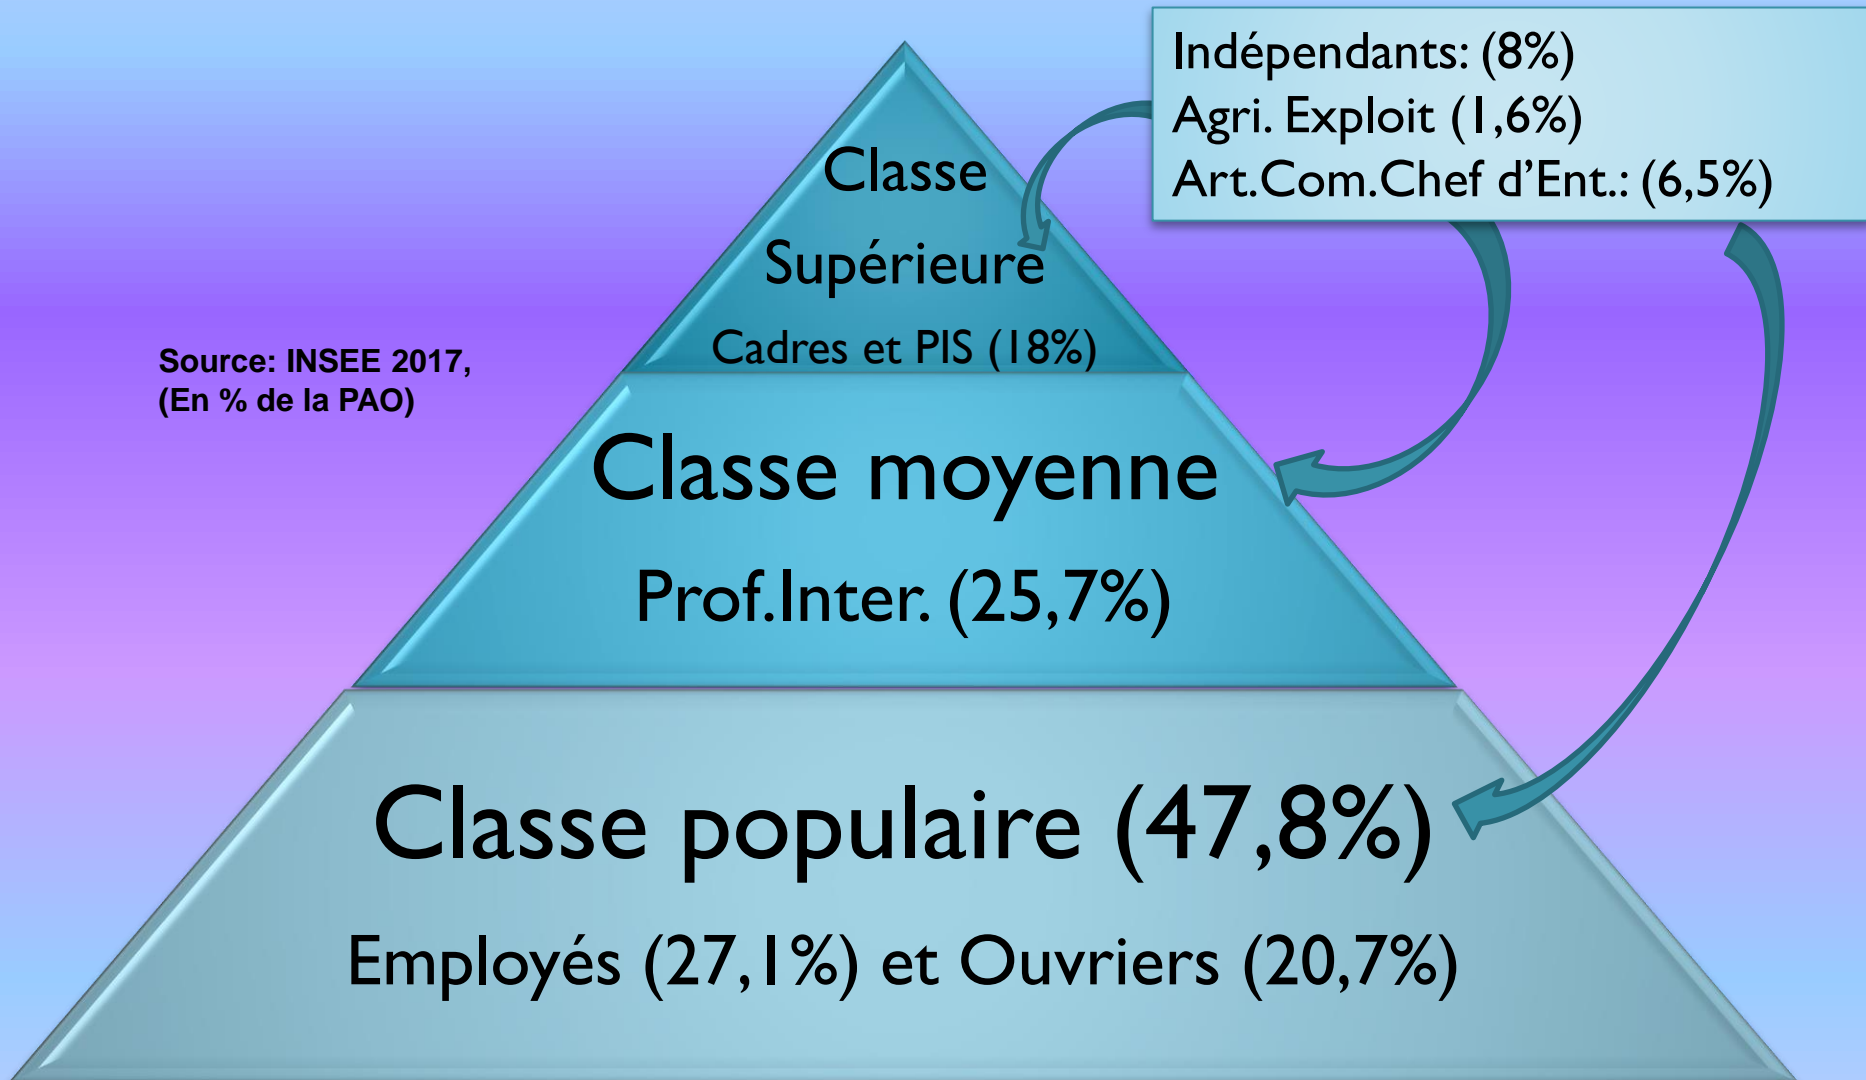 Indépendants: (8%)
Agri. Exploit (1,6%)
Art.Com.Chef d'Ent.: (6,5%)
Classe
Supérieure
Cadres et PIS (18%)
Source: INSEE 2017,
(En % de la PAO)
Classe moyenne
Prof.Inter. (25,7%)
Classe populaire (47,8%)
Employés (27,1%) et Ouvriers (20,7%)